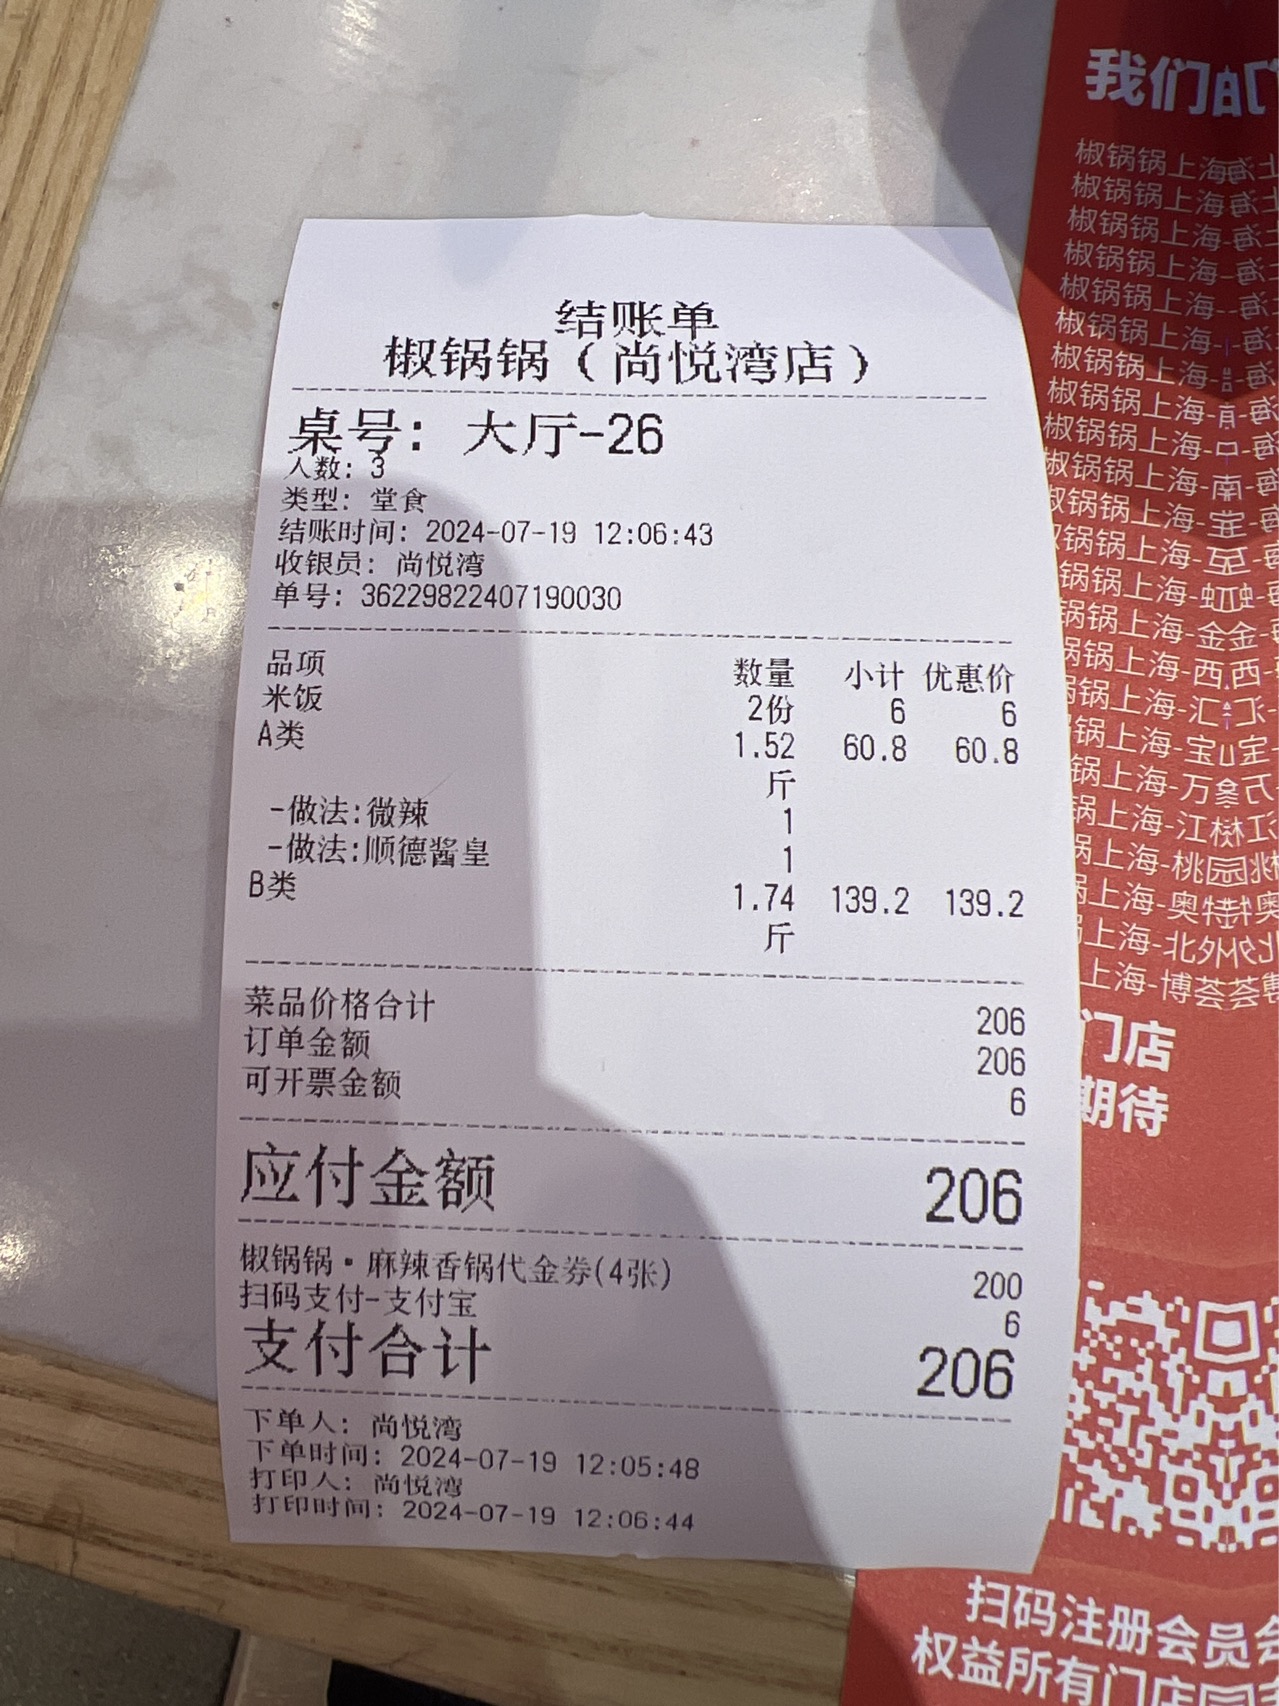 结账单
椒锅锅（尚悦湾店）
桌号: 大厅-26
人数: 3
类型: 堂食
结账时间: 2024-07-19 12:06:43
收银员: 尚悦湾
单号: 36229822407190030
品项 数量 小计 优惠价
米饭 2份 6 6
A类 1.52 60.8 60.8
斤
-做法:微辣 1
-做法:顺德酱皇 1
B类 1.74 139.2 139.2
斤
菜品价格合计 206
订单金额 206
可开票金额 6
应付金额 206
椒锅锅·麻辣香锅代金券(4张) 200
扫码支付-支付宝 6
支付合计 206
下单人: 尚悦湾
下单时间: 2024-07-19 12:05:48
打印人: 尚悦湾
打印时间: 2024-07-19 12:06:44
我们的
椒锅锅上海
椒锅锅上海
椒锅锅上海-
椒锅锅上海-
椒锅锅上海-
椒锅锅上海-
椒锅锅上海-
椒锅锅上海-
椒锅锅上海-
椒锅锅上海-南
椒锅锅上海-宝
锅锅上海-
锅锅上海-虹
锅锅上海-金
锅锅上海-西
锅上海-汇
锅上海-宝山
锅上海-万
锅上海-江
锅上海-桃园
锅上海-奥特
上海-北外
上海-博荟
门店
期待
扫码注册会员
权益所有门店